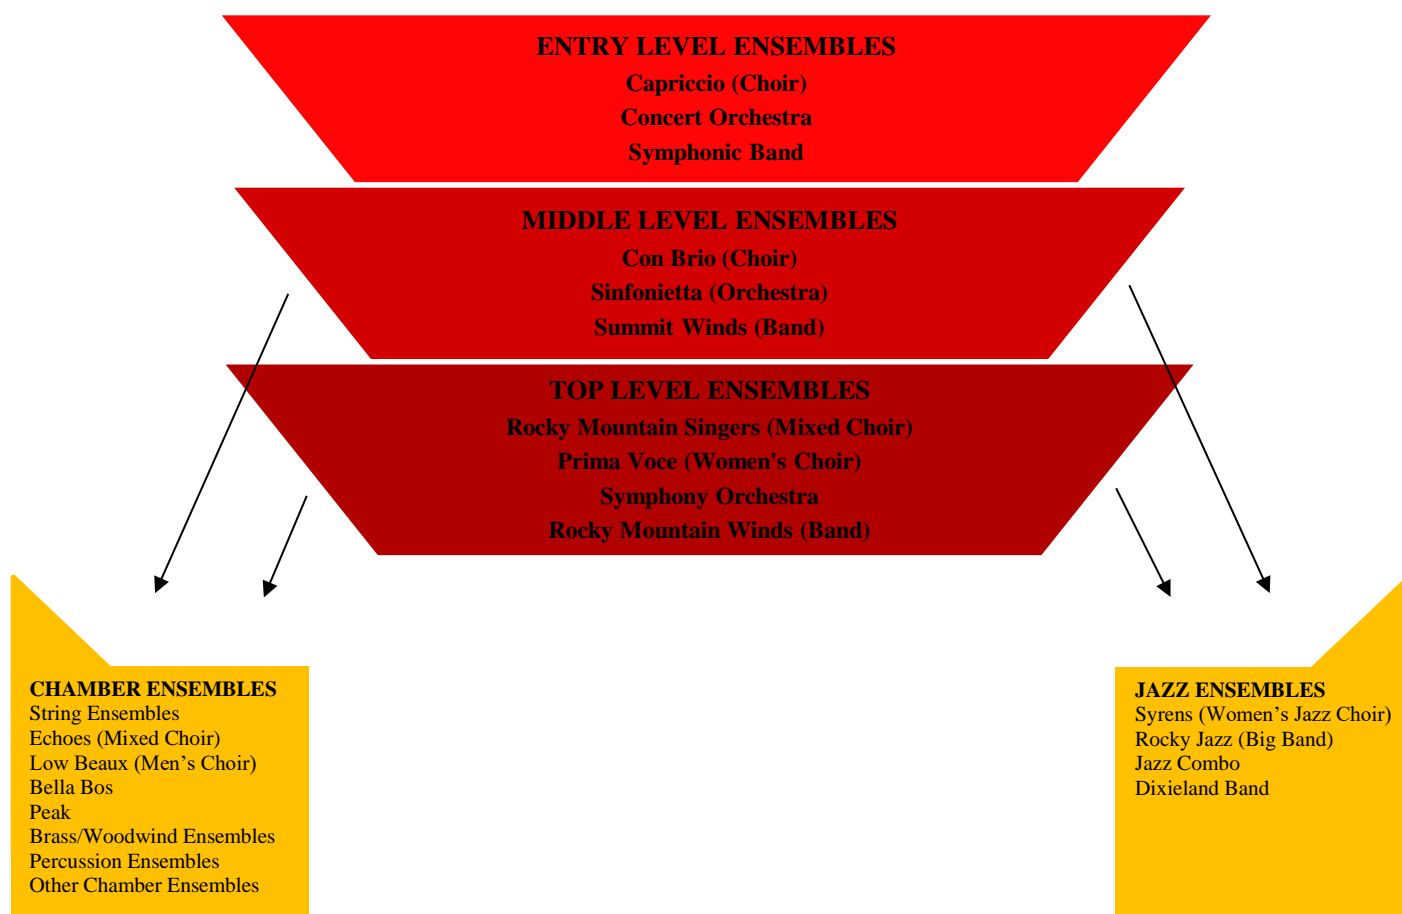 ENTRY LEVEL ENSEMBLES
Capriccio (Choir)
Concert Orchestra
Symphonic Band
MIDDLE LEVEL ENSEMBLES
Con Brio (Choir)
Sinfonietta (Orchestra)
Summit Winds (Band)
TOP LEVEL ENSEMBLES
Rocky Mountain Singers (Mixed Choir)
Prima Voce (Women's Choir)
Symphony Orchestra
Rocky Mountain Winds (Band)
CHAMBER ENSEMBLES
String Ensembles
Echoes (Mixed Choir)
Low Beaux (Men’s Choir)
Bella Bos
Peak
Brass/Woodwind Ensembles
Percussion Ensembles
Other Chamber Ensembles
JAZZ ENSEMBLES
Syrens (Women’s Jazz Choir)
Rocky Jazz (Big Band)
Jazz Combo
Dixieland Band